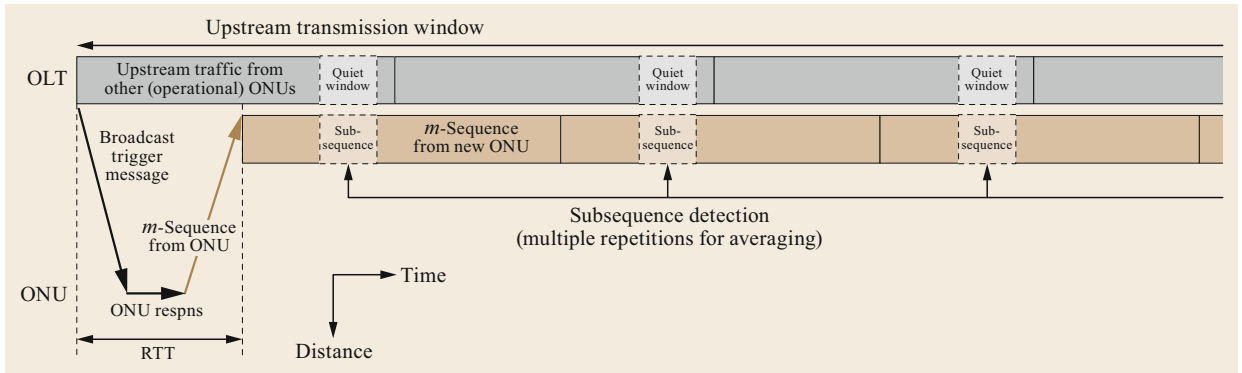 Upstream transmission window
OLT
Upstream traffic from
other (operational) ONUs
Quiet
window
Quiet
window
Quiet
window
Sub-
sequence
m-Sequence
from new ONU
Sub-
sequence
Sub-
sequence
Broadcast
trigger
message
m-Sequence
from ONU
Subsequence detection
(multiple repetitions for averaging)
ONU
ONU respns
Time
Distance
RTT